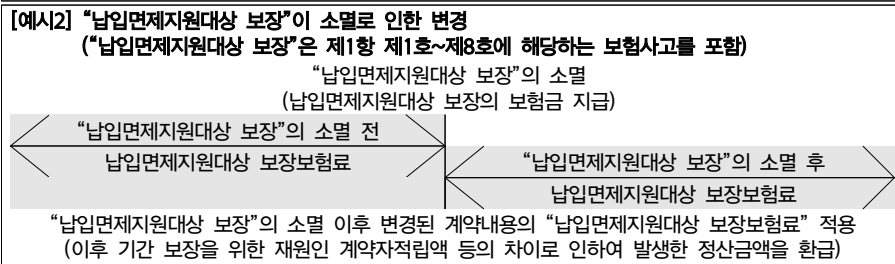 [예시2] “납입면제지원대상 보장”이 소멸로 인한 변경
(“납입면제지원대상 보장”은 제1항 제1호~제8호에 해당하는 보험사고를 포함)
“납입면제지원대상 보장”의 소멸
(납입면제지원대상 보장의 보험금 지급)
“납입면제지원대상 보장”의 소멸 전
납입면제지원대상 보장보험료
“납입면제지원대상 보장”의 소멸 후
납입면제지원대상 보장보험료
“납입면제지원대상 보장”의 소멸 이후 변경된 계약내용의 “납입면제지원대상 보장보험료” 적용
(이후 기간 보장을 위한 재원인 계약자적립액 등의 차이로 인하여 발생한 정산금액을 환급)